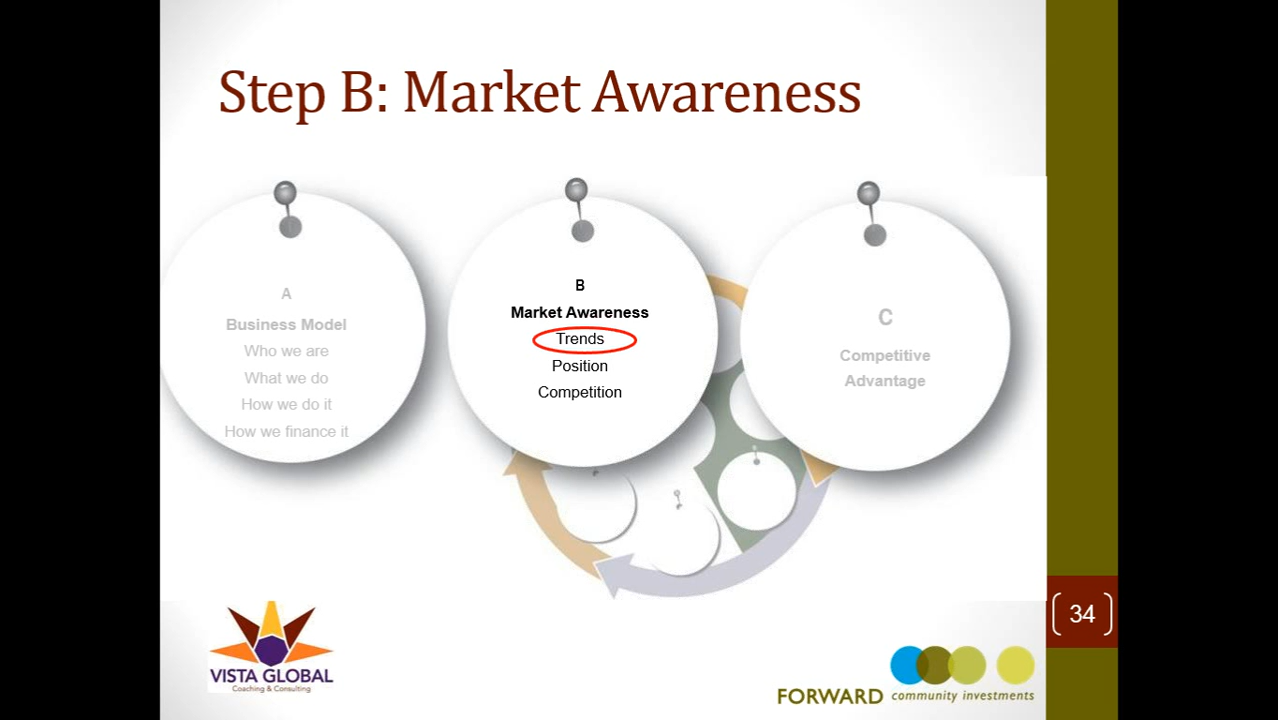 Step B: Market Awareness
A
Business Model
Who we are
What we do
How we do it
How we finance it
B
Market Awareness
Trends
Position
Competition
C
Competitive
Advantage
34
VISTA GLOBAL
Coaching & Consulting
FORWARD community investments